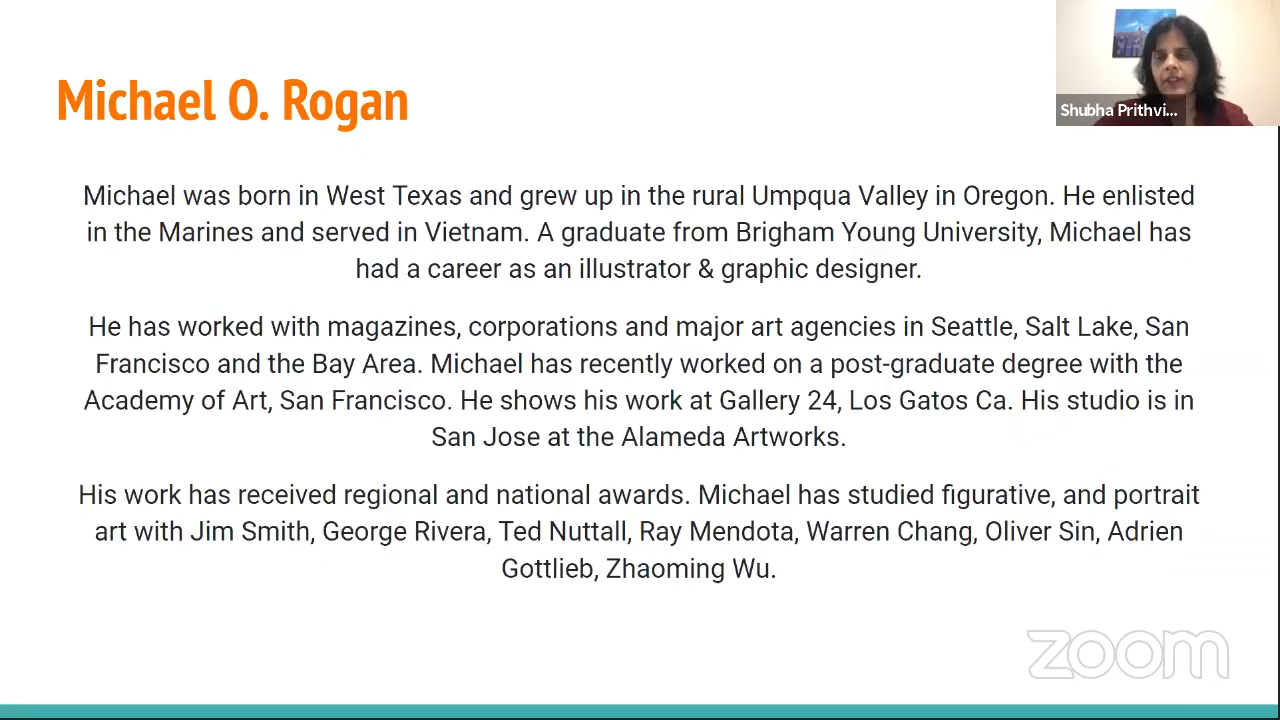 Michael O. Rogan
Shubha Prithvi...
Michael was born in West Texas and grew up in the rural Umpqua Valley in Oregon. He enlisted
in the Marines and served in Vietnam. A graduate from Brigham Young University, Michael has
had a career as an illustrator & graphic designer.
He has worked with magazines, corporations and major art agencies in Seattle, Salt Lake, San
Francisco and the Bay Area. Michael has recently worked on a post-graduate degree with the
Academy of Art, San Francisco. He shows his work at Gallery 24, Los Gatos Ca. His studio is in
San Jose at the Alameda Artworks.
His work has received regional and national awards. Michael has studied figurative, and portrait
art with Jim Smith, George Rivera, Ted Nuttall, Ray Mendota, Warren Chang, Oliver Sin, Adrien
Gottlieb, Zhaoming Wu.
zoom